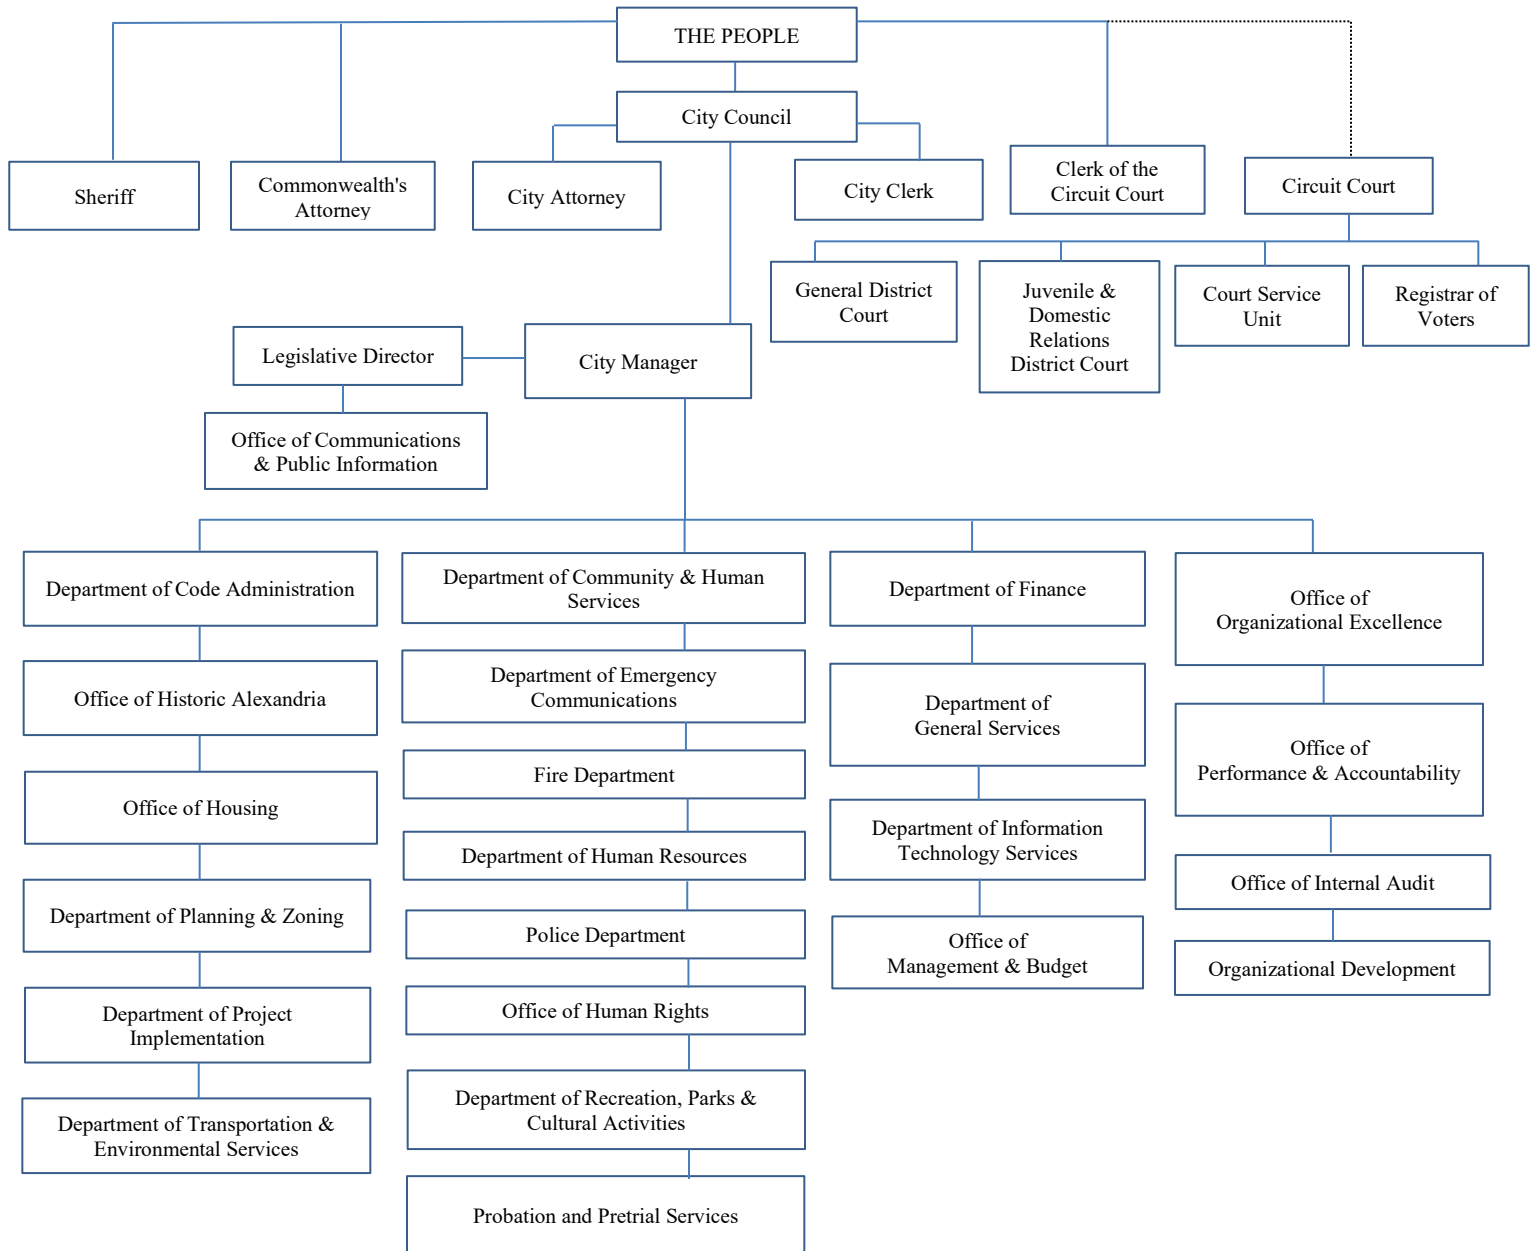 THE PEOPLE
City Council
Sheriff
Commonwealth's
Attorney
City Attorney
City Clerk
Clerk of the
Circuit Court
Circuit Court
General District
Court
Juvenile &
Domestic
Relations
District Court
Court Service
Unit
Registrar of
Voters
Legislative Director
City Manager
Office of Communications
& Public Information
Department of Code Administration
Office of Historic Alexandria
Office of Housing
Department of Planning & Zoning
Department of Project
Implementation
Department of Transportation &
Environmental Services
Department of Community & Human
Services
Department of Emergency
Communications
Fire Department
Department of Human Resources
Police Department
Office of Human Rights
Department of Recreation, Parks &
Cultural Activities
Probation and Pretrial Services
Department of Finance
Department of
General Services
Department of Information
Technology Services
Office of
Management & Budget
Office of
Organizational Excellence
Office of
Performance & Accountability
Office of Internal Audit
Organizational Development